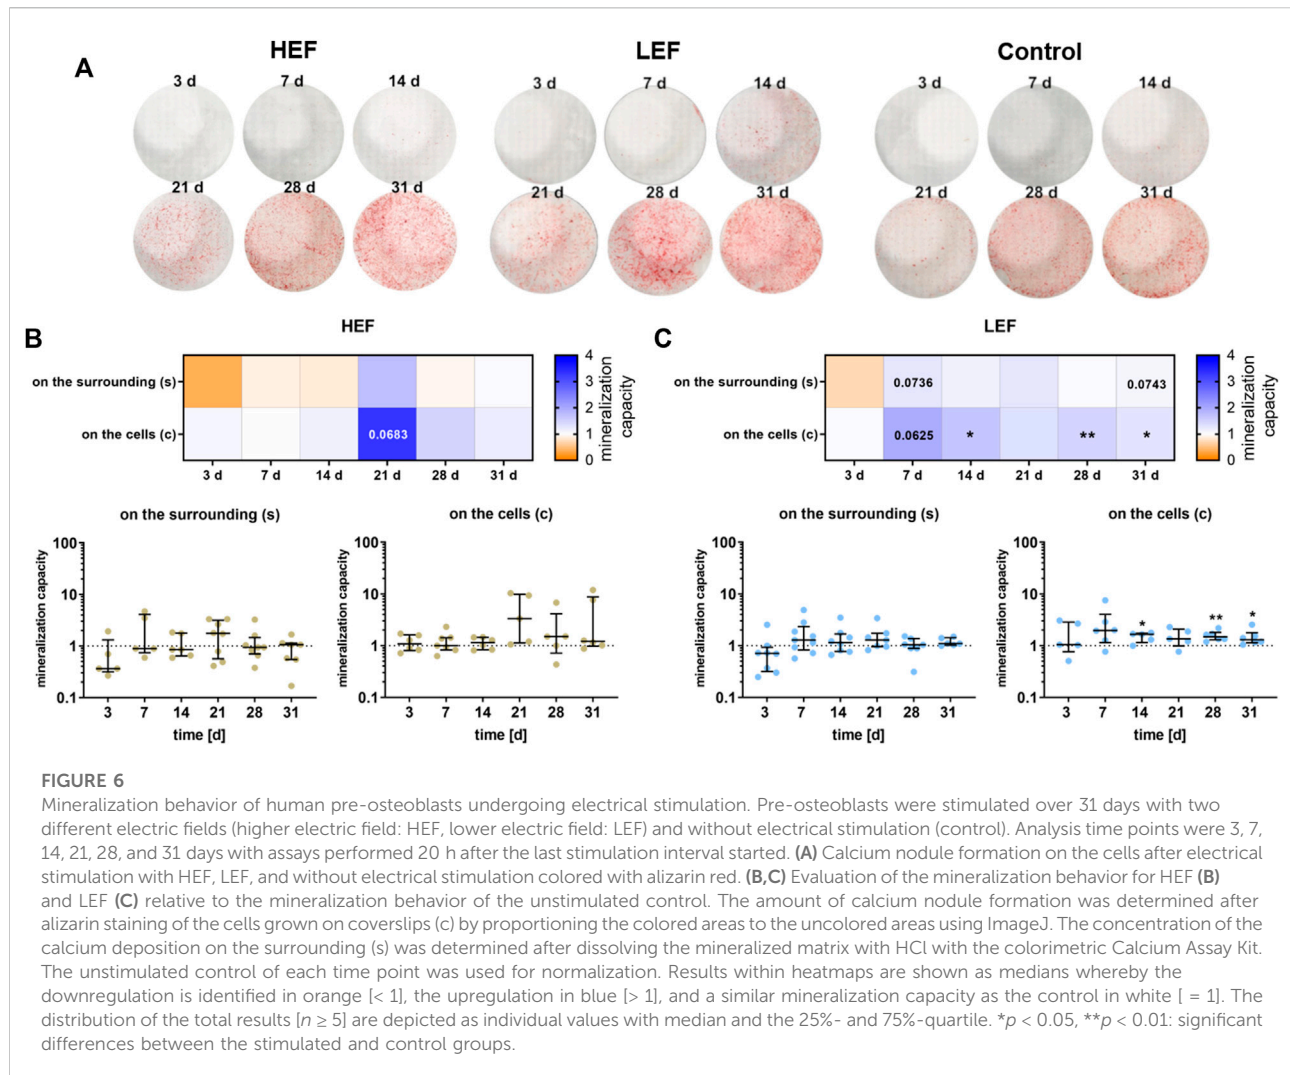 A
HEF
LEF
Control
3 d
7 d
14 d
3 d
7 d
14 d
3 d
7 d
14 d
21 d
28 d
31 d
21 d
28 d
31 d
21 d
28 d
31 d
B
HEF
on the surrounding (s)
on the cells (c)
0.0683
3 d
7 d
14 d
21 d
28 d
31 d
4
3
2
1
0
mineralization
capacity
C
LEF
on the surrounding (s)
0.0736
0.0743
on the cells (c)
0.0625
*
**
*
3 d
7 d
14 d
21 d
28 d
31 d
4
3
2
1
0
mineralization
capacity
on the surrounding (s)
mineralization capacity
100
10
1
0.1
3
7
14
21
28
31
time [d]
on the cells (c)
mineralization capacity
100
10
1
0.1
3
7
14
21
28
31
time [d]
on the surrounding (s)
mineralization capacity
100
10
1
0.1
3
7
14
21
28
31
time [d]
on the cells (c)
mineralization capacity
100
10
1
0.1
*
**
*
3
7
14
21
28
31
time [d]
FIGURE 6
Mineralization behavior of human pre-osteoblasts undergoing electrical stimulation. Pre-osteoblasts were stimulated over 31 days with two
different electric fields (higher electric field: HEF, lower electric field: LEF) and without electrical stimulation (control). Analysis time points were 3, 7,
14, 21, 28, and 31 days with assays performed 20 h after the last stimulation interval started. (A) Calcium nodule formation on the cells after electrical
stimulation with HEF, LEF, and without electrical stimulation colored with alizarin red. (B,C) Evaluation of the mineralization behavior for HEF (B)
and LEF (C) relative to the mineralization behavior of the unstimulated control. The amount of calcium nodule formation was determined after
alizarin staining of the cells grown on coverslips (c) by proportioning the colored areas to the uncolored areas using ImageJ. The concentration of the
calcium deposition on the surrounding (s) was determined after dissolving the mineralized matrix with HCl with the colorimetric Calcium Assay Kit.
The unstimulated control of each time point was used for normalization. Results within heatmaps are shown as medians whereby the
downregulation is identified in orange [< 1], the upregulation in blue [> 1], and a similar mineralization capacity as the control in white [ = 1]. The
distribution of the total results [n ≥ 5] are depicted as individual values with median and the 25%- and 75%-quartile. *p < 0.05, **p < 0.01: significant
differences between the stimulated and control groups.